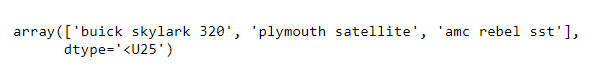 array(['buick skylark 320', 'plymouth satellite', 'amc rebel sst'],
      dtype='<U25')